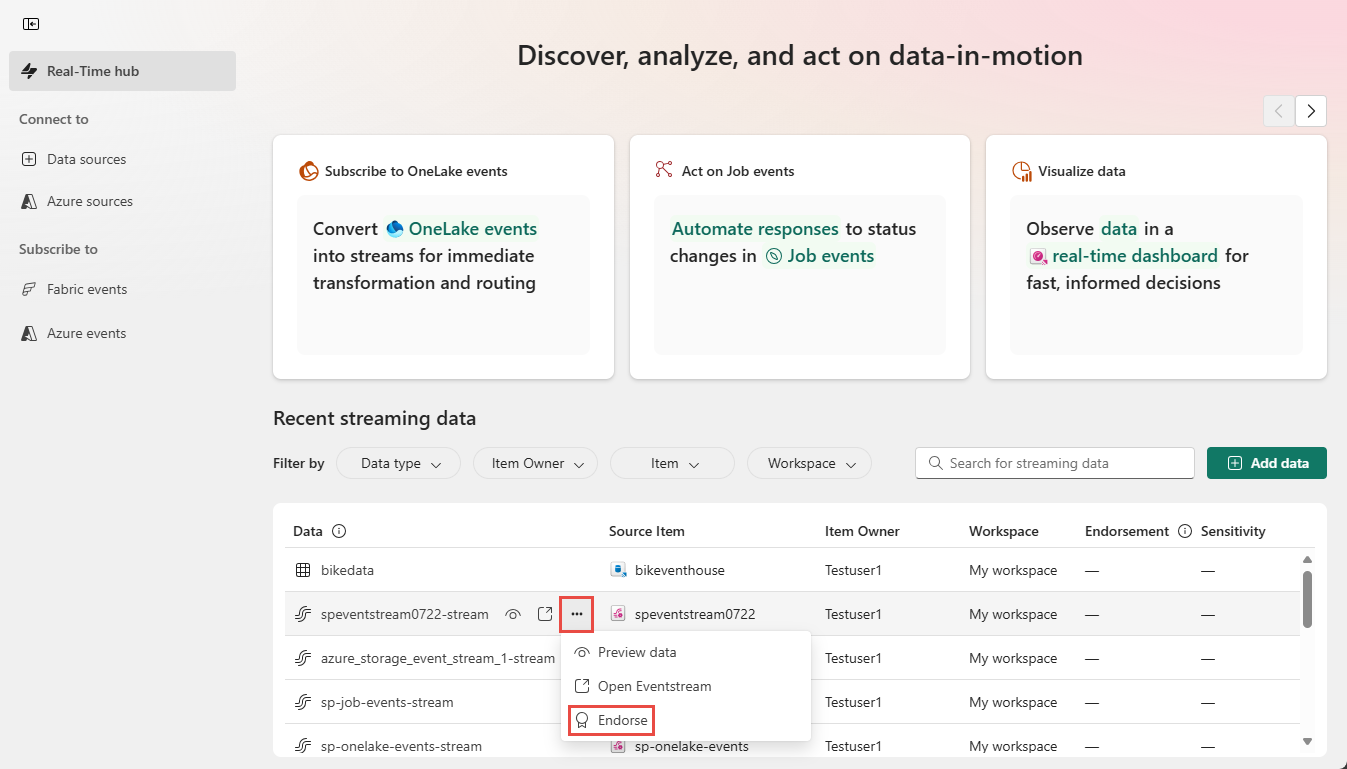 Real-Time hub
Connect to
Data sources
Azure sources
Subscribe to
Fabric events
Azure events
Discover, analyze, and act on data-in-motion
Subscribe to OneLake events
Convert OneLake events
into streams for immediate
transformation and routing
Act on Job events
Automate responses to status
changes in Job events
Visualize data
Observe data in a
real-time dashboard for
fast, informed decisions
Recent streaming data
Filter by Data type Item Owner Item Workspace Search for streaming data Add data
Data Source Item Item Owner Workspace Endorsement Sensitivity
bikedata bikeventhouse Testuser1 My workspace — —
speventstream0722-stream ... speventstream0722 Testuser1 My workspace — —
azure_storage_event_stream_1-stream Testuser1 My workspace — —
sp-job-events-stream Testuser1 My workspace — —
sp-onelake-events-stream sp-onelake-events Testuser1 My workspace — —
Preview data
Open Eventstream
Endorse